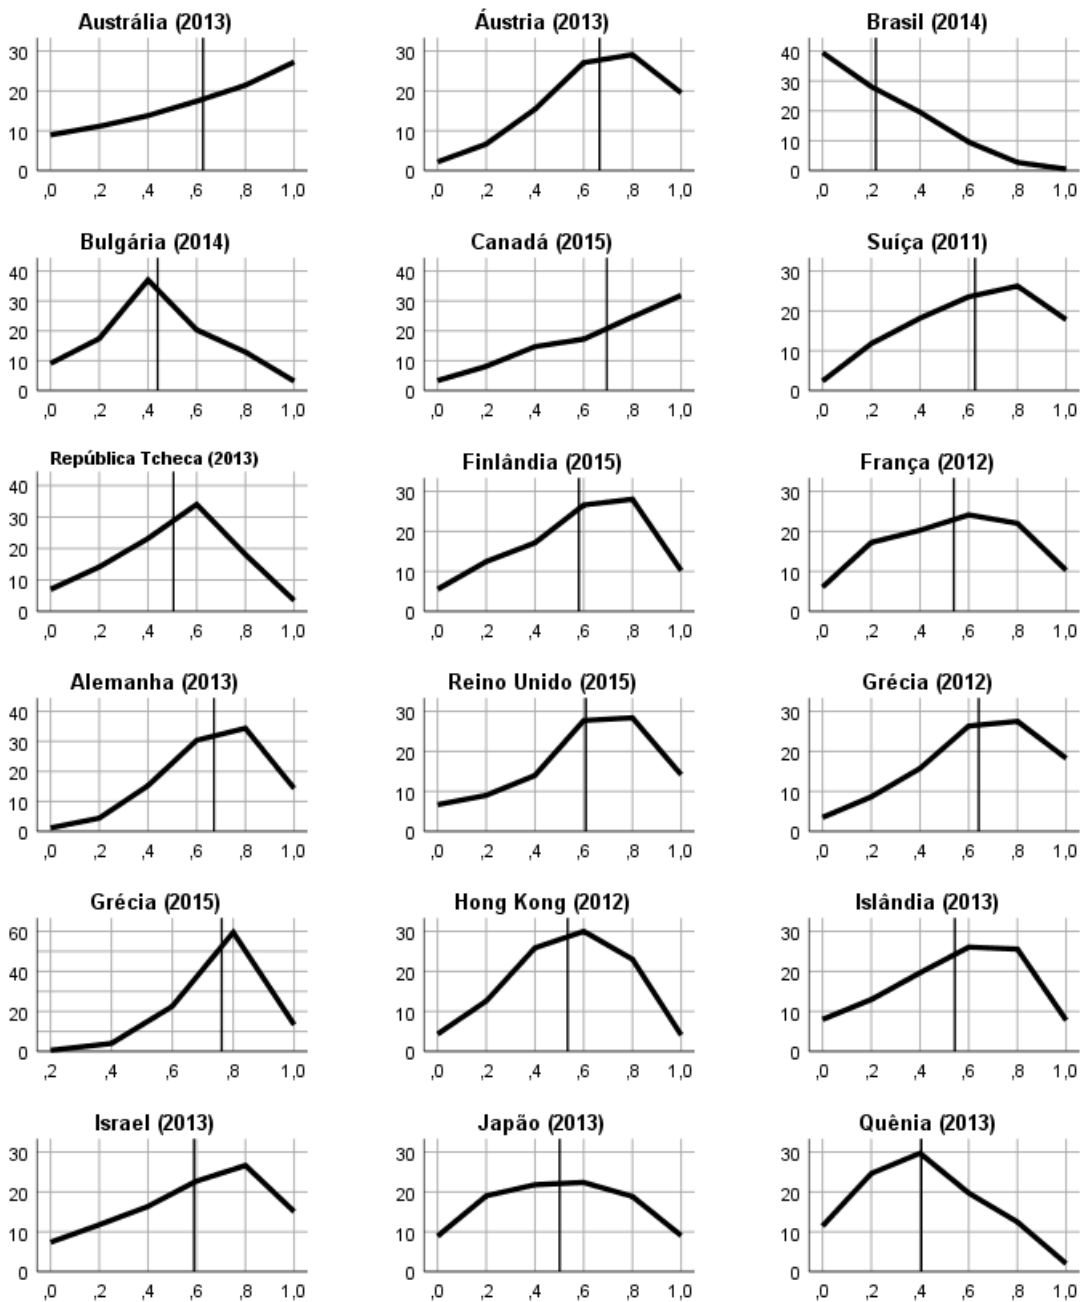 Austrália (2013) Áustria (2013) Brasil (2014)
30 30 40
20 20 30
10 10 20
0 0 10
0
,0 ,2 ,4 ,6 ,8 1,0 ,0 ,2 ,4 ,6 ,8 1,0 ,0 ,2 ,4 ,6 ,8 1,0
Bulgária (2014) Canadá (2015) Suíça (2011)
40 40 30
30 30 20
20 20 10
10 10 0
0 0
,0 ,2 ,4 ,6 ,8 1,0 ,0 ,2 ,4 ,6 ,8 1,0 ,0 ,2 ,4 ,6 ,8 1,0
República Tcheca (2013) Finlândia (2015) França (2012)
40 30 30
30 20 20
20 10 10
10 0 0
0
,0 ,2 ,4 ,6 ,8 1,0 ,0 ,2 ,4 ,6 ,8 1,0 ,0 ,2 ,4 ,6 ,8 1,0
Alemanha (2013) Reino Unido (2015) Grécia (2012)
40 30 30
30 20 20
20 10 10
10 0 0
0
,0 ,2 ,4 ,6 ,8 1,0 ,0 ,2 ,4 ,6 ,8 1,0 ,0 ,2 ,4 ,6 ,8 1,0
Grécia (2015) Hong Kong (2012) Islândia (2013)
60 30 30
40 20 20
20 10 10
0 0 0
,2 ,4 ,6 ,8 1,0 ,0 ,2 ,4 ,6 ,8 1,0 ,0 ,2 ,4 ,6 ,8 1,0
Israel (2013) Japão (2013) Quênia (2013)
30 30 30
20 20 20
10 10 10
0 0 0
,0 ,2 ,4 ,6 ,8 1,0 ,0 ,2 ,4 ,6 ,8 1,0 ,0 ,2 ,4 ,6 ,8 1,0